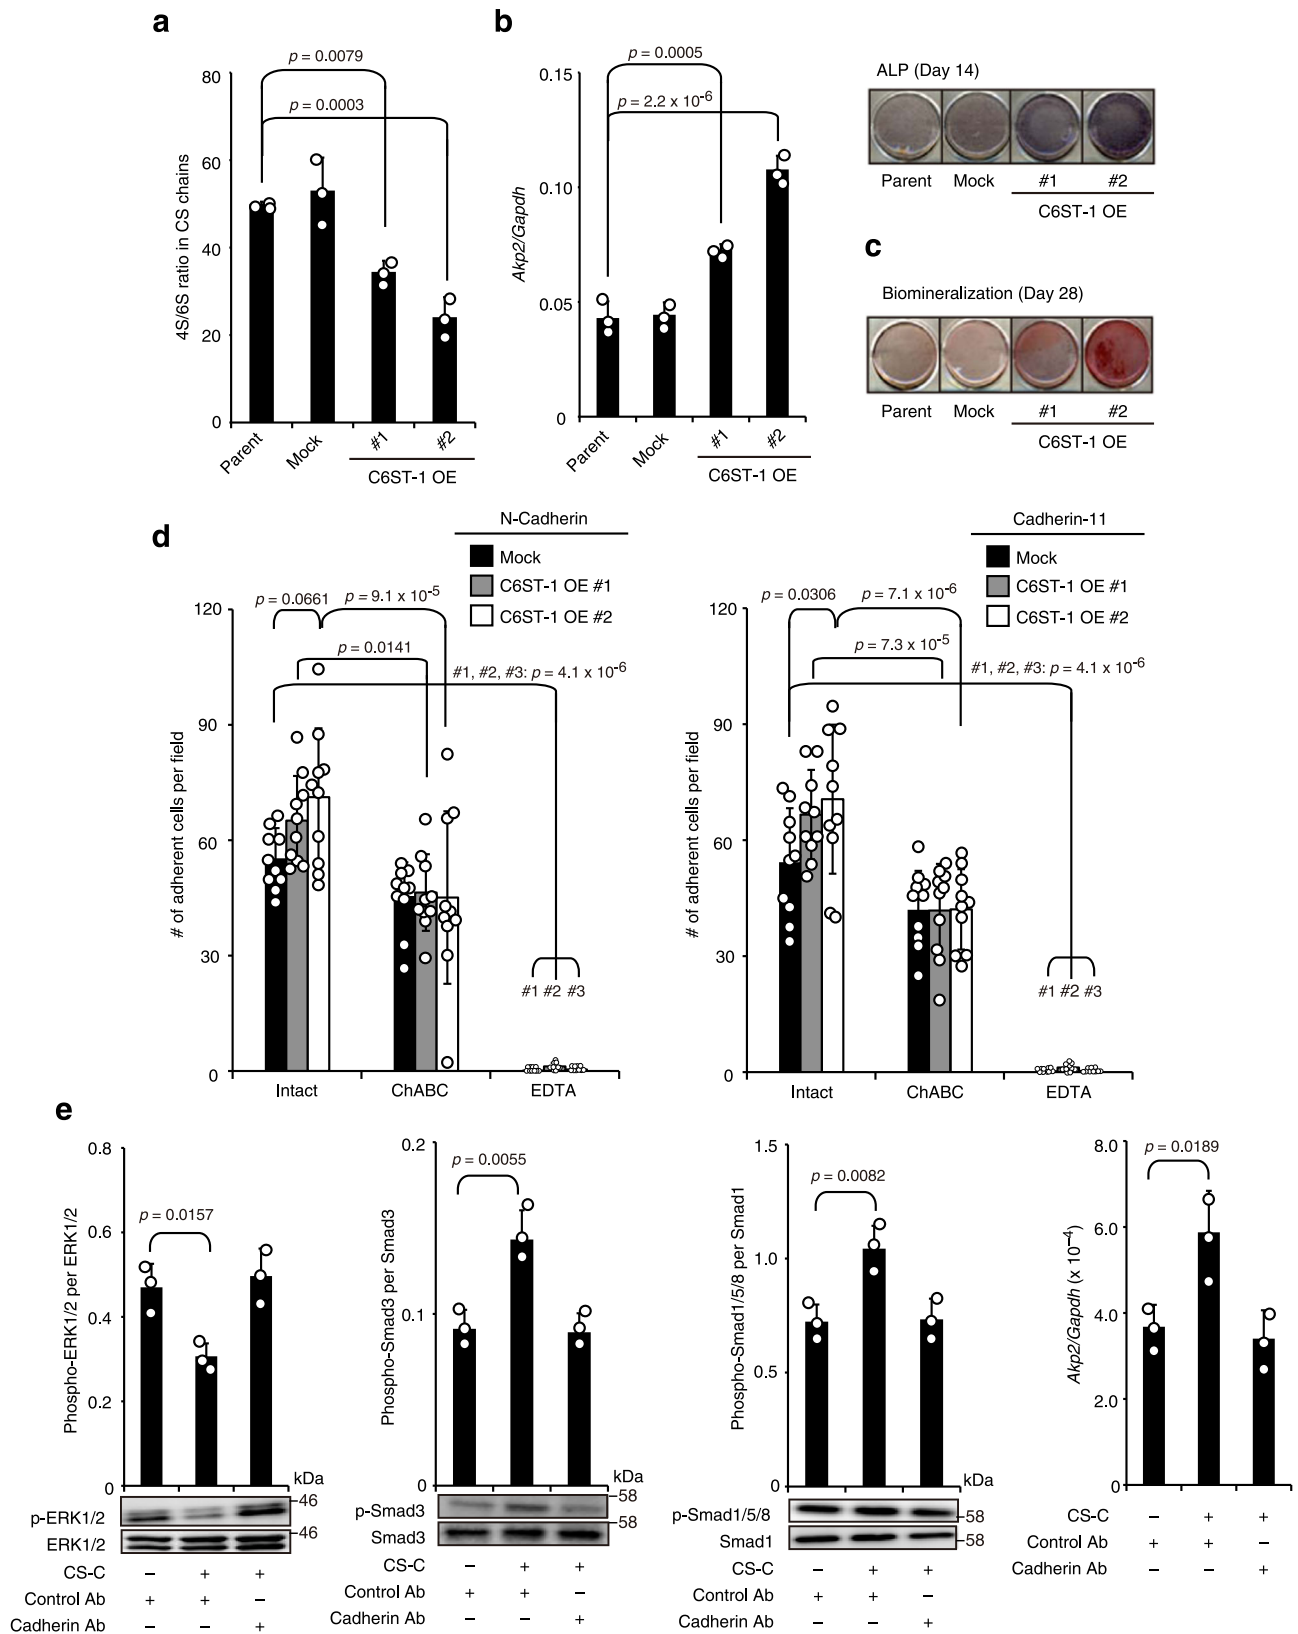 a
p = 0.0079
p = 0.0003
80
60
40
20
0
4S/6S ratio in CS chains
Parent
Mock
#1
#2
C6ST-1 OE
b
p = 0.0005
p = 2.2 x 10-6
0.15
0.10
0.05
0
Akp2/Gapdh
Parent
Mock
#1
#2
C6ST-1 OE
ALP (Day 14)
Parent Mock #1 #2
C6ST-1 OE
c
Biomineralization (Day 28)
Parent Mock #1 #2
C6ST-1 OE
d
N-Cadherin
Mock
C6ST-1 OE #1
C6ST-1 OE #2
p = 0.0661
p = 9.1 x 10-5
p = 0.0141
#1, #2, #3: p = 4.1 x 10-6
120
90
60
30
0
# of adherent cells per field
#1 #2 #3
Intact ChABC EDTA
Cadherin-11
Mock
C6ST-1 OE #1
C6ST-1 OE #2
p = 0.0306
p = 7.1 x 10-6
p = 7.3 x 10-5
#1, #2, #3: p = 4.1 x 10-6
120
90
60
30
0
# of adherent cells per field
#1 #2 #3
Intact ChABC EDTA
e
0.8
0.6
0.4
0.2
0
Phospho-ERK1/2 per ERK1/2
p = 0.0157
kDa
p-ERK1/2 46
ERK1/2 46
CS-C − + +
Control Ab + + −
Cadherin Ab − − +
0.2
0.1
0
Phospho-Smad3 per Smad3
p = 0.0055
kDa
p-Smad3 58
Smad3 58
CS-C − + +
Control Ab + + −
Cadherin Ab − − +
1.5
1.0
0.5
0
Phospho-Smad1/5/8 per Smad1
p = 0.0082
kDa
p-Smad1/5/8 58
Smad1 58
CS-C − + +
Control Ab + + −
Cadherin Ab − − +
8.0
6.0
4.0
2.0
0
Akp2/Gapdh (x 10−4)
p = 0.0189
CS-C − + +
Control Ab + + −
Cadherin Ab − − +